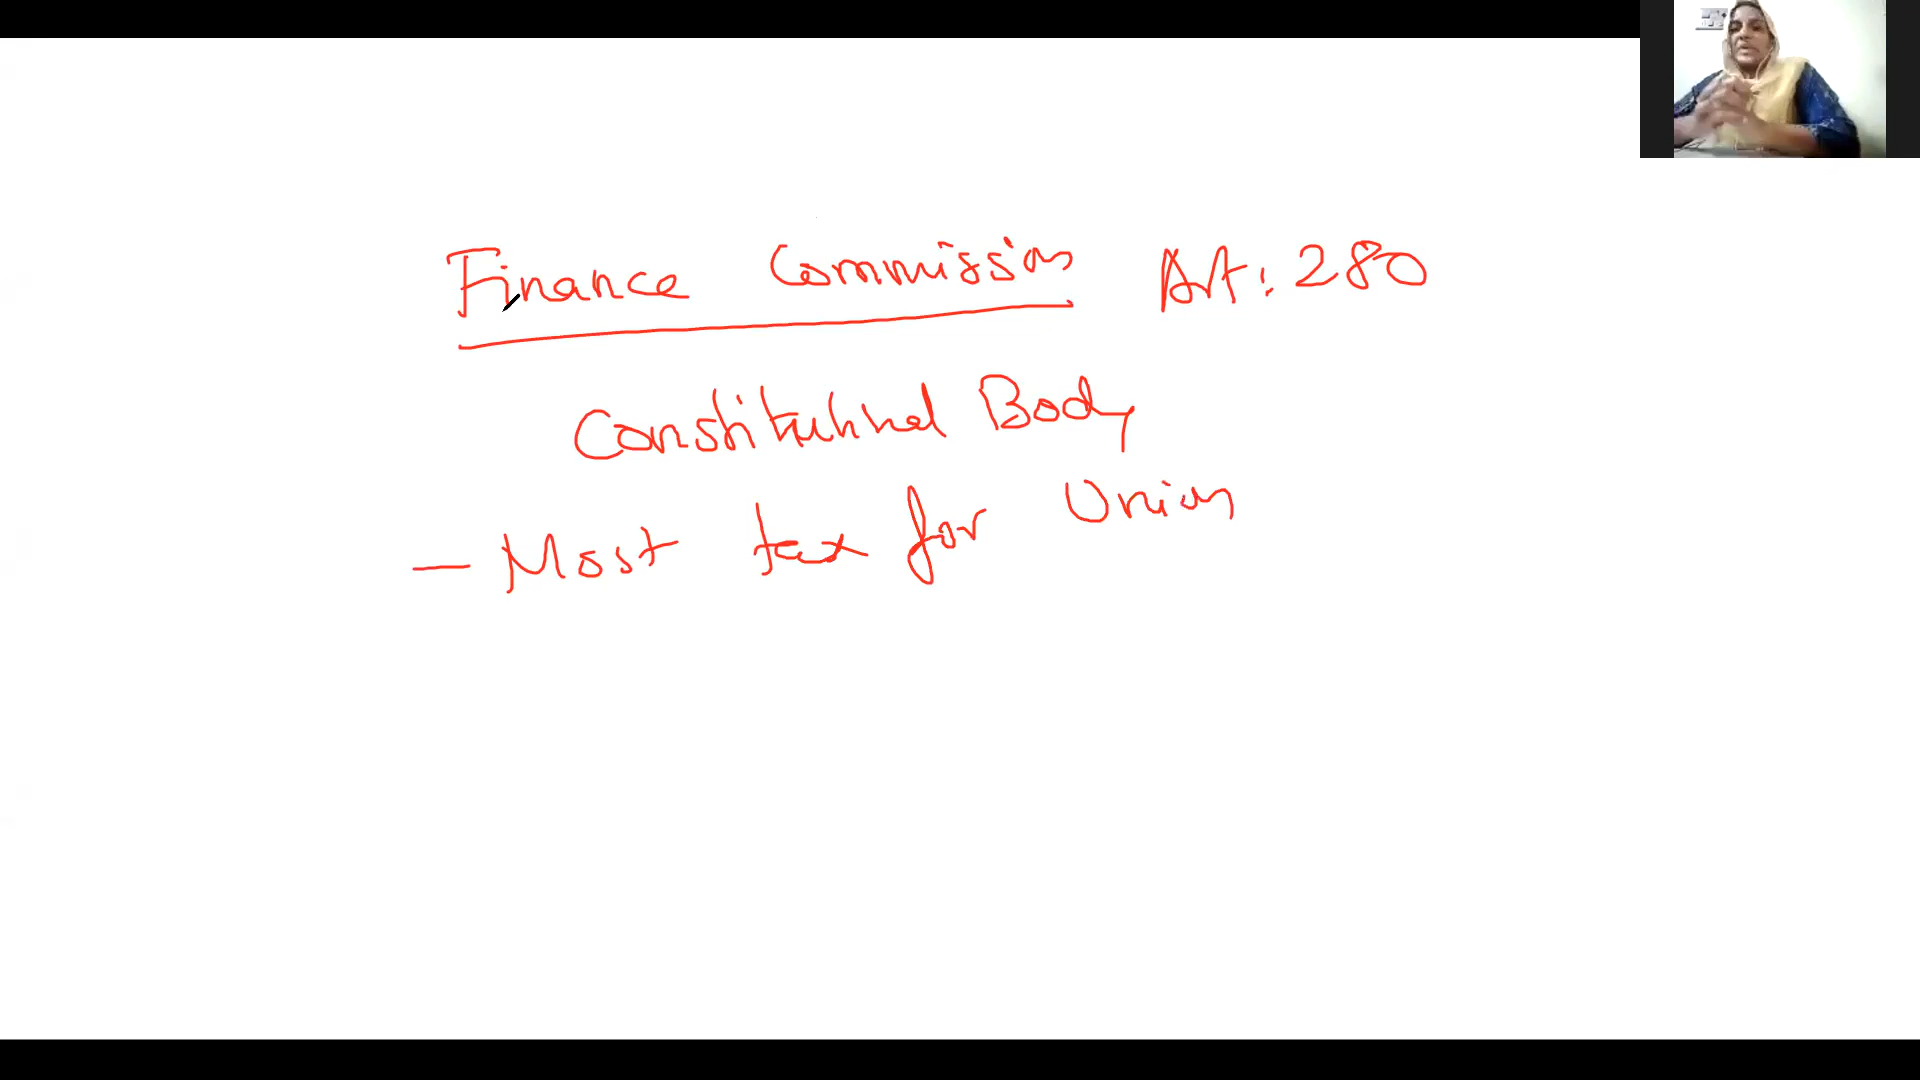 Finance Commission Art: 280
Constitutional Body
- Most tax for Union